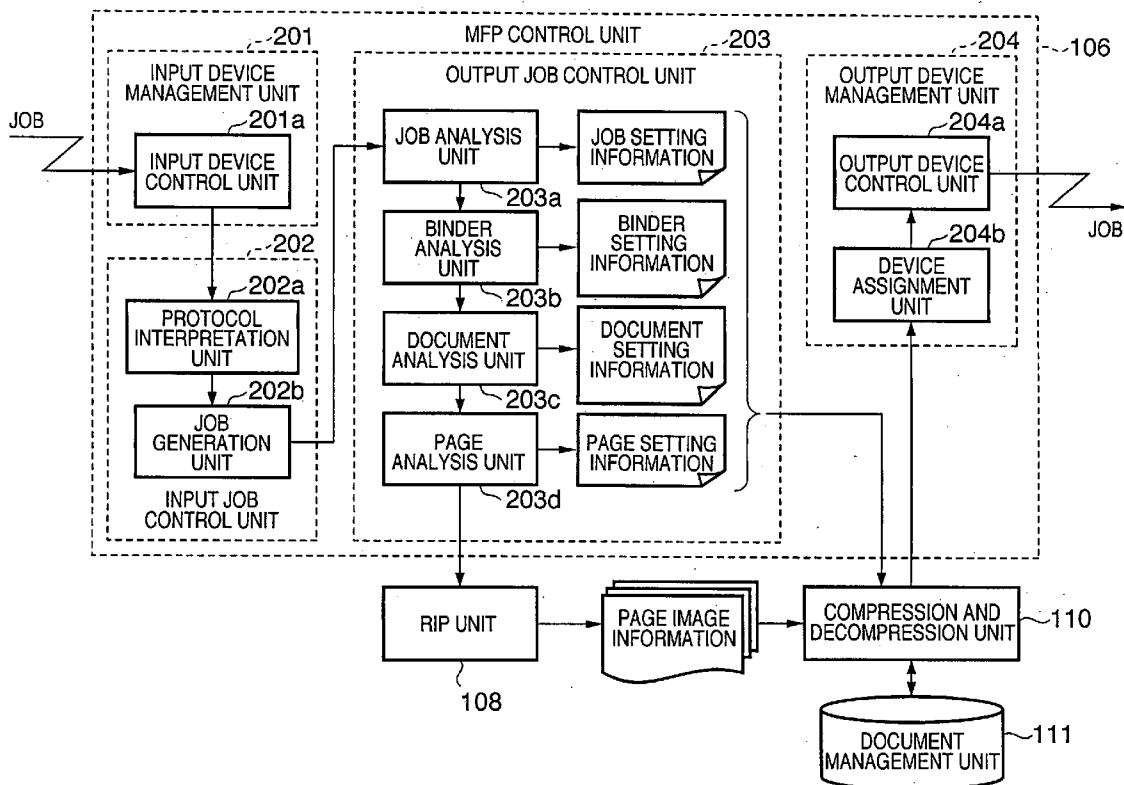 MFP CONTROL UNIT
106
201
INPUT DEVICE
MANAGEMENT UNIT
JOB
201a
INPUT DEVICE
CONTROL UNIT
202
202a
PROTOCOL
INTERPRETATION
UNIT
202b
JOB
GENERATION
UNIT
INPUT JOB
CONTROL UNIT
203
OUTPUT JOB CONTROL UNIT
JOB ANALYSIS
UNIT
203a
JOB SETTING
INFORMATION
BINDER
ANALYSIS
UNIT
203b
BINDER
SETTING
INFORMATION
DOCUMENT
ANALYSIS UNIT
203c
DOCUMENT
SETTING
INFORMATION
PAGE
ANALYSIS UNIT
203d
PAGE SETTING
INFORMATION
204
OUTPUT DEVICE
MANAGEMENT UNIT
204a
OUTPUT DEVICE
CONTROL UNIT
JOB
204b
DEVICE
ASSIGNMENT
UNIT
RIP UNIT
108
PAGE IMAGE
INFORMATION
COMPRESSION AND
DECOMPRESSION UNIT
110
DOCUMENT
MANAGEMENT UNIT
111